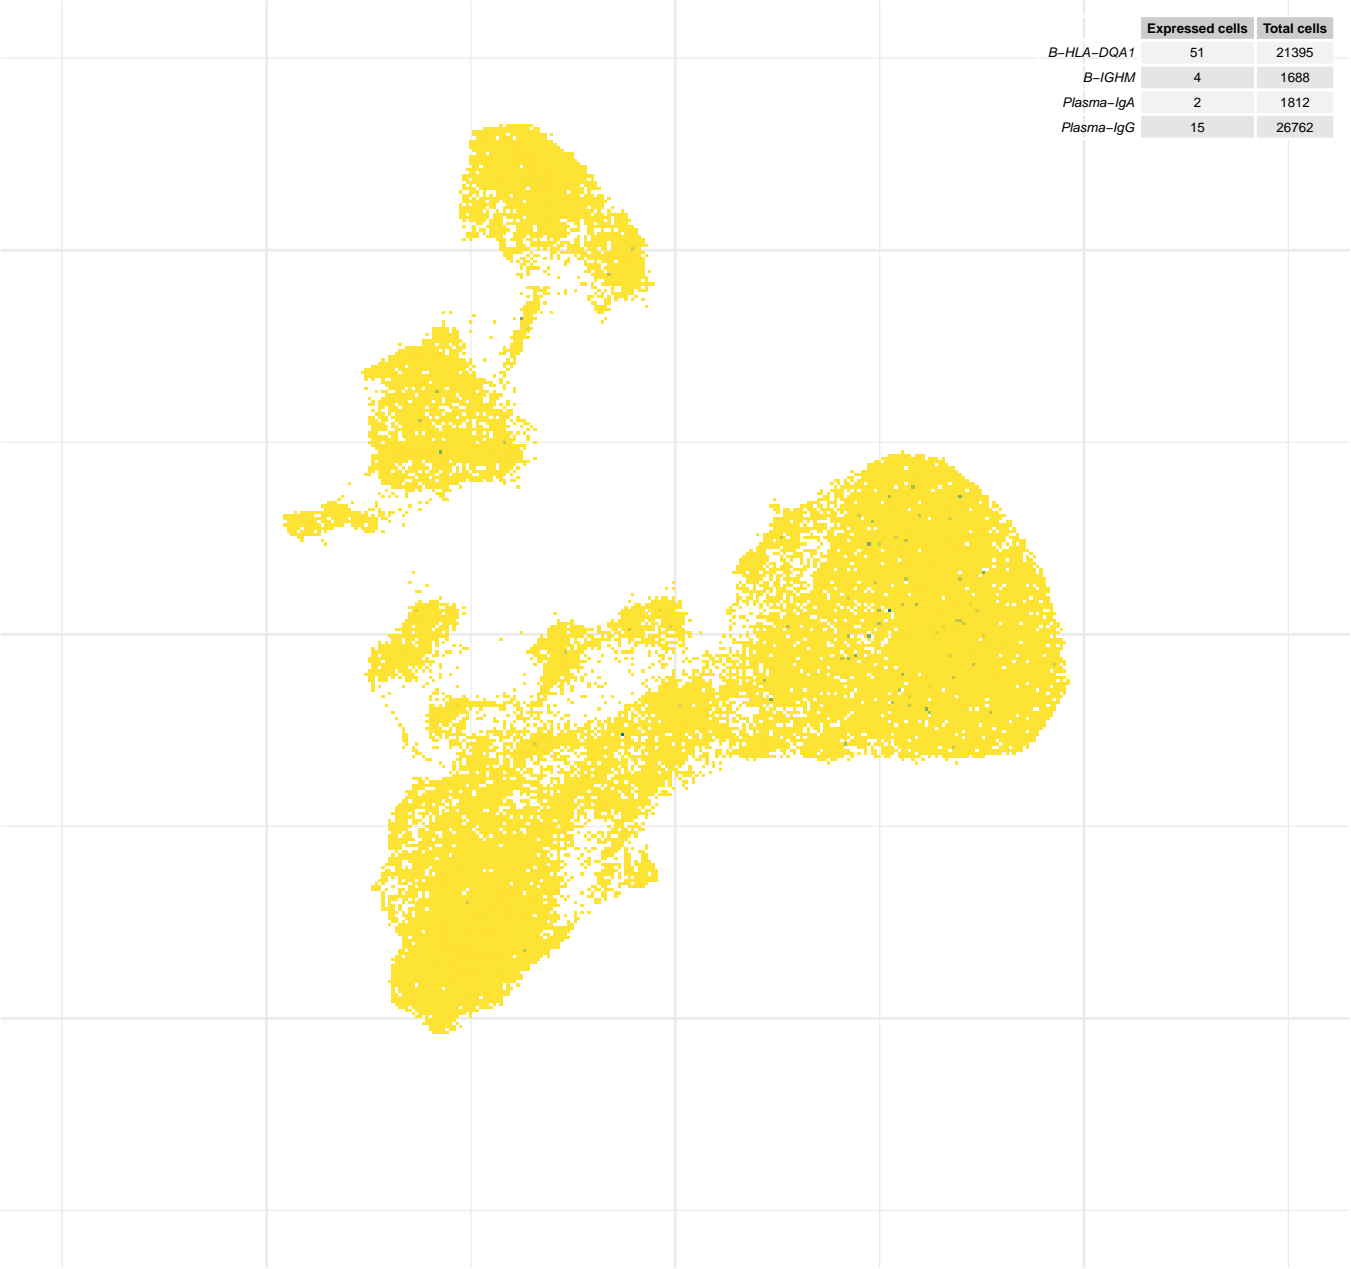 Expressed cells Total cells
B−HLA−DQA1 51 21395
B−IGHM 4 1688
Plasma−IgA 2 1812
Plasma−IgG 15 26762